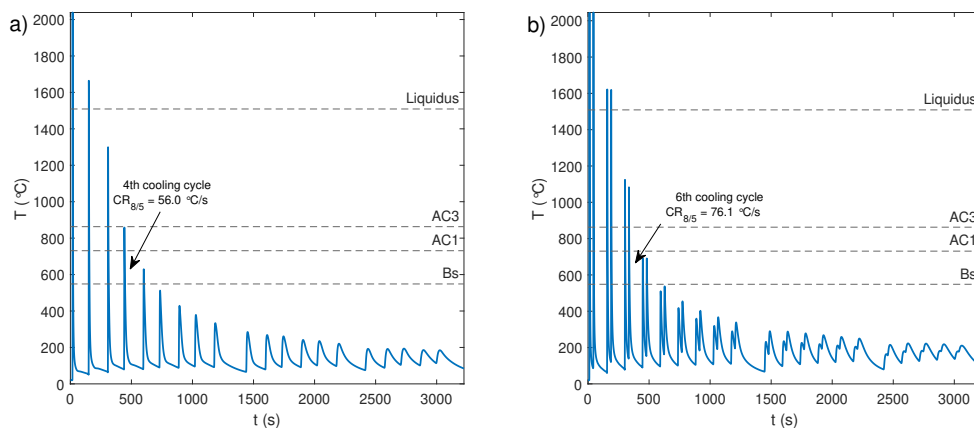 a)
T (°C)
2000
1800
1600
1400
1200
1000
800
600
400
200
0
Liquidus
4th cooling cycle
CR8/5 = 56.0 °C/s
AC3
AC1
Bs
0
500
1000
1500
2000
2500
3000
t (s)
b)
T (°C)
2000
1800
1600
1400
1200
1000
800
600
400
200
0
Liquidus
6th cooling cycle
CR8/5 = 76.1 °C/s
AC3
AC1
Bs
0
500
1000
1500
2000
2500
3000
t (s)